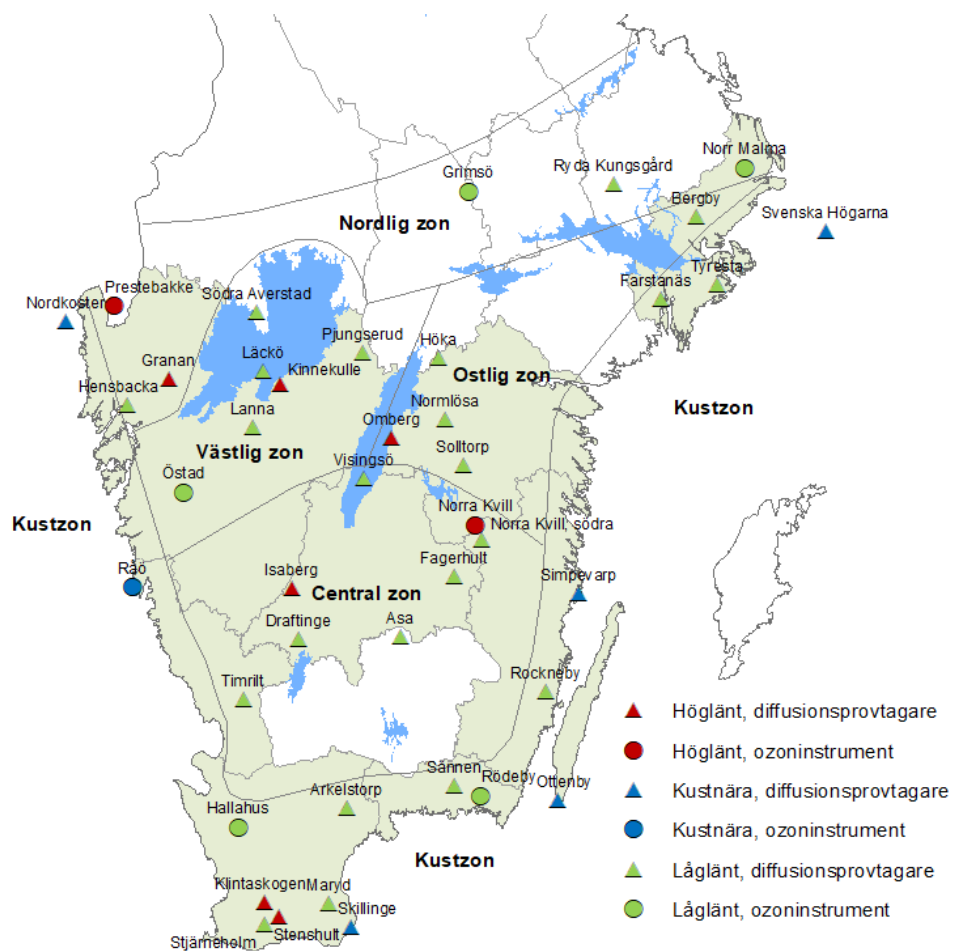 Norr Malma
Ryda Kungsgård
Grimsö
Bergby
Svenska Högarna
Nordlig zon
Tyresta
Farstanäs
Prestebakke
Nordkoster
Södra Averstad
Pjungserud
Höka
Granan
Läckö
Kinnekulle
Ostlig zon
Hensbacka
Lanna
Omberg
Normlösa
Kustzon
Västlig zon
Solltorp
Östad
Visingsö
Norra Kvill
Kustzon
Norra Kvill, södra
Råö
Isaberg
Fagerhult
Simpevarp
Central zon
Draftinge
Asa
Timrilt
Rockneby
Höglänt, diffusionsprovtagare
Höglänt, ozoninstrument
Sännen
Rödeby
Ottenby
Kustnära, diffusionsprovtagare
Arkelstorp
Hallahus
Kustnära, ozoninstrument
Kustzon
Låglänt, diffusionsprovtagare
Klintaskogen
Maryd
Skillinge
Låglänt, ozoninstrument
Stenshult
Stjärneholm